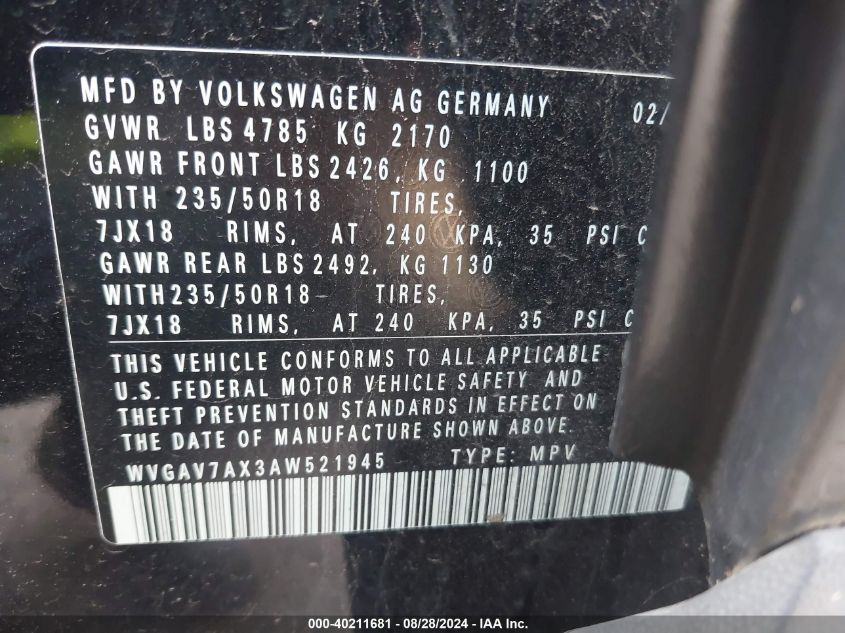 MFD BY VOLKSWAGEN AG GERMANY 02/
GVWR LBS 4785 KG 2170
GAWR FRONT LBS 2426, KG 1100
WITH 235/50R18 TIRES,
7JX18 RIMS, AT 240 KPA, 35 PSI C
GAWR REAR LBS 2492, KG 1130
WITH 235/50R18 TIRES,
7JX18 RIMS, AT 240 KPA, 35 PSI C
THIS VEHICLE CONFORMS TO ALL APPLICABLE
U.S. FEDERAL MOTOR VEHICLE SAFETY AND
THEFT PREVENTION STANDARDS IN EFFECT ON
THE DATE OF MANUFACTURE SHOWN ABOVE.
WVGAV7AX3AW521945 TYPE: MPV
000-40211681 | 08/28/2024 - IAA Inc.